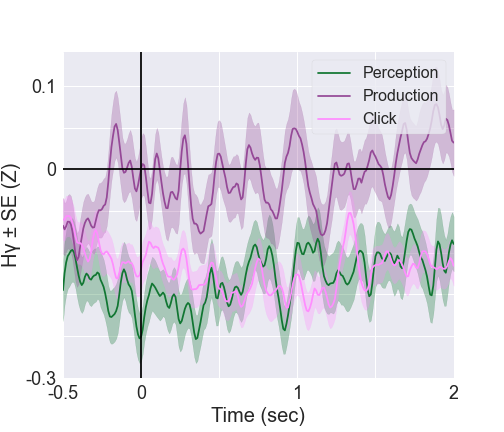 Perception
Production
Click
0.1
0
-0.3
Hγ ± SE (Z)
-0.5
0
1
2
Time (sec)